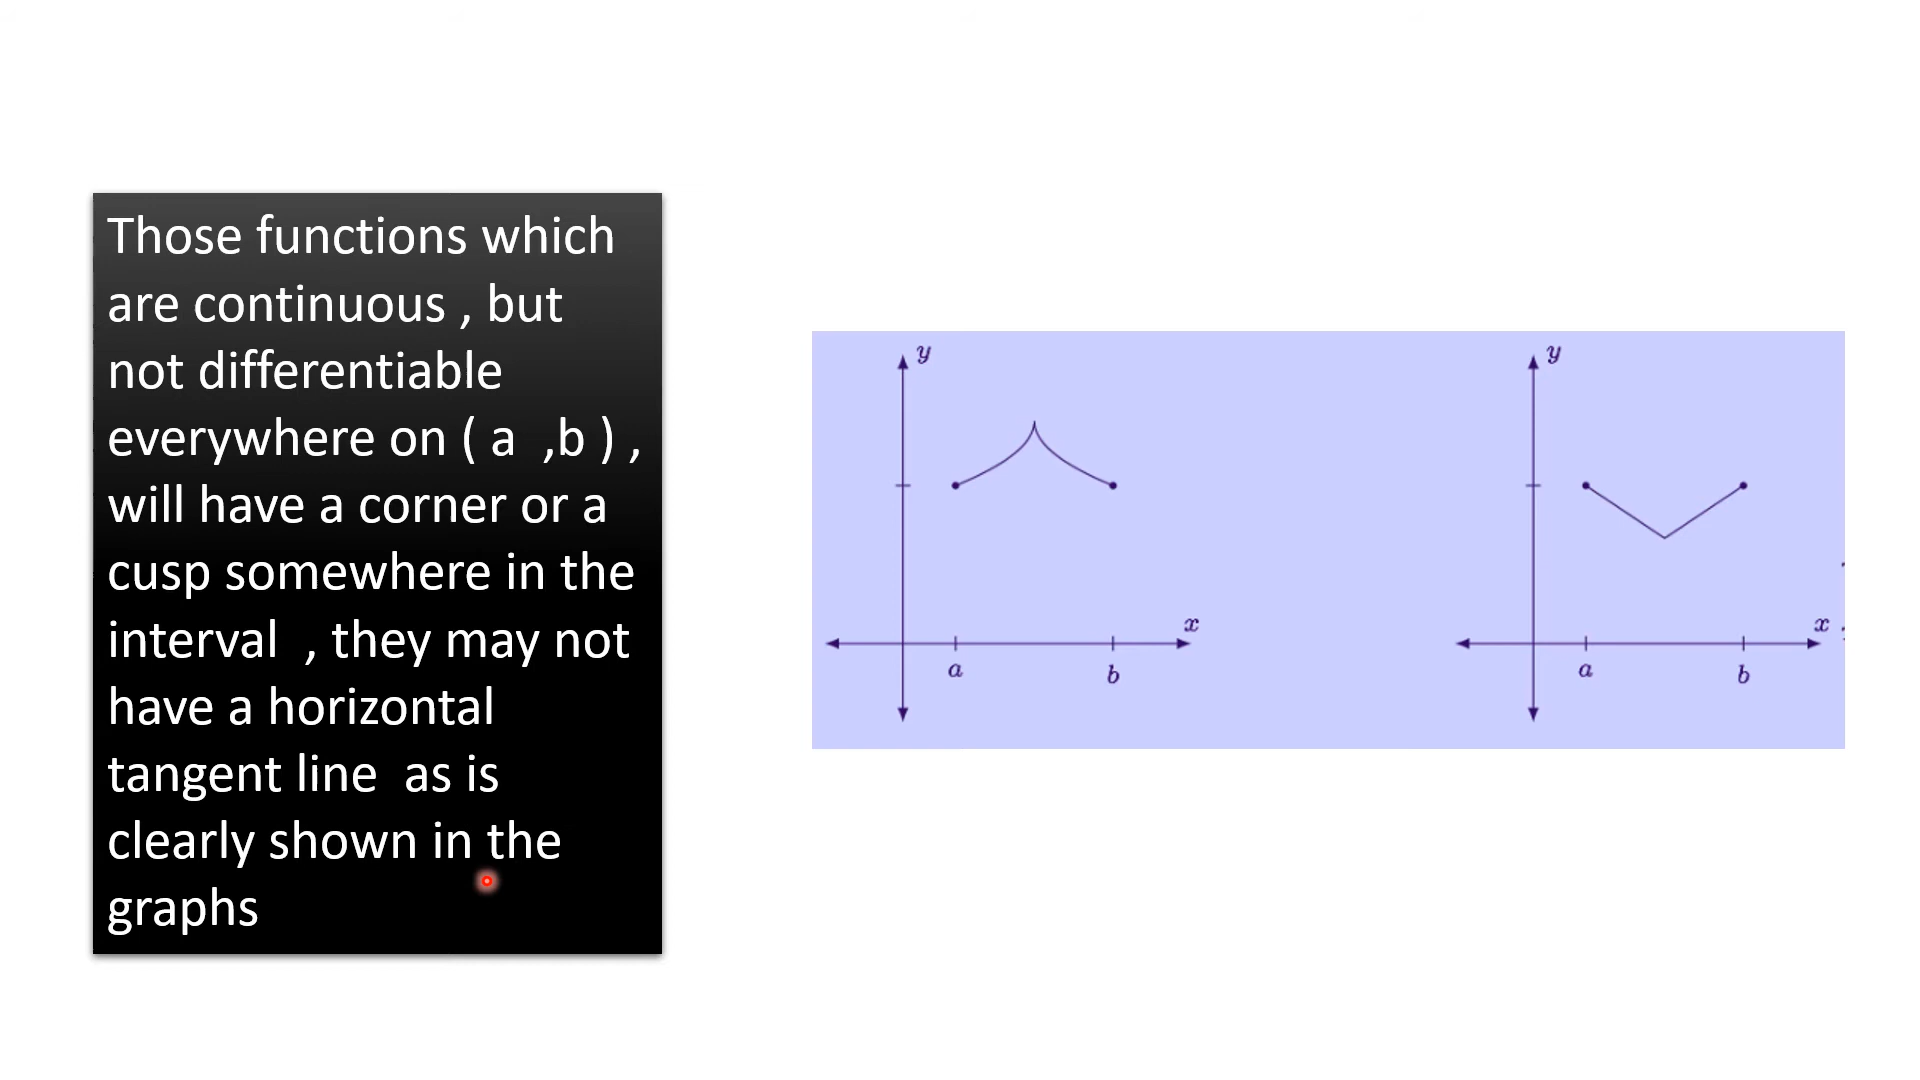 Those functions which
are continuous , but
not differentiable
everywhere on ( a ,b ) ,
will have a corner or a
cusp somewhere in the
interval , they may not
have a horizontal
tangent line as is
clearly shown in the
graphs
y
x
a
b
y
x
a
b